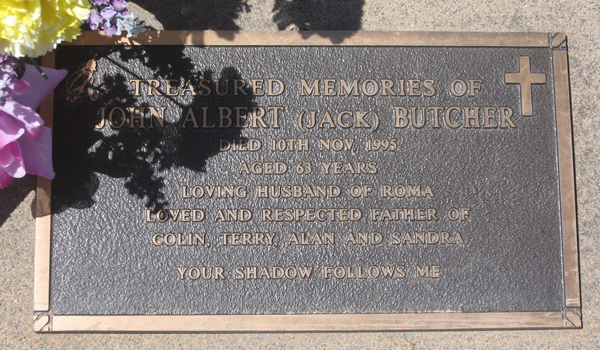 TREASURED MEMORIES OF
JOHN ALBERT (JACK) BUTCHER
DIED 10TH NOV, 1995
AGED 63 YEARS
LOVING HUSBAND OF ROMA
LOVED AND RESPECTED FATHER OF
COLIN, TERRY, ALAN AND SANDRA
YOUR SHADOW FOLLOWS ME